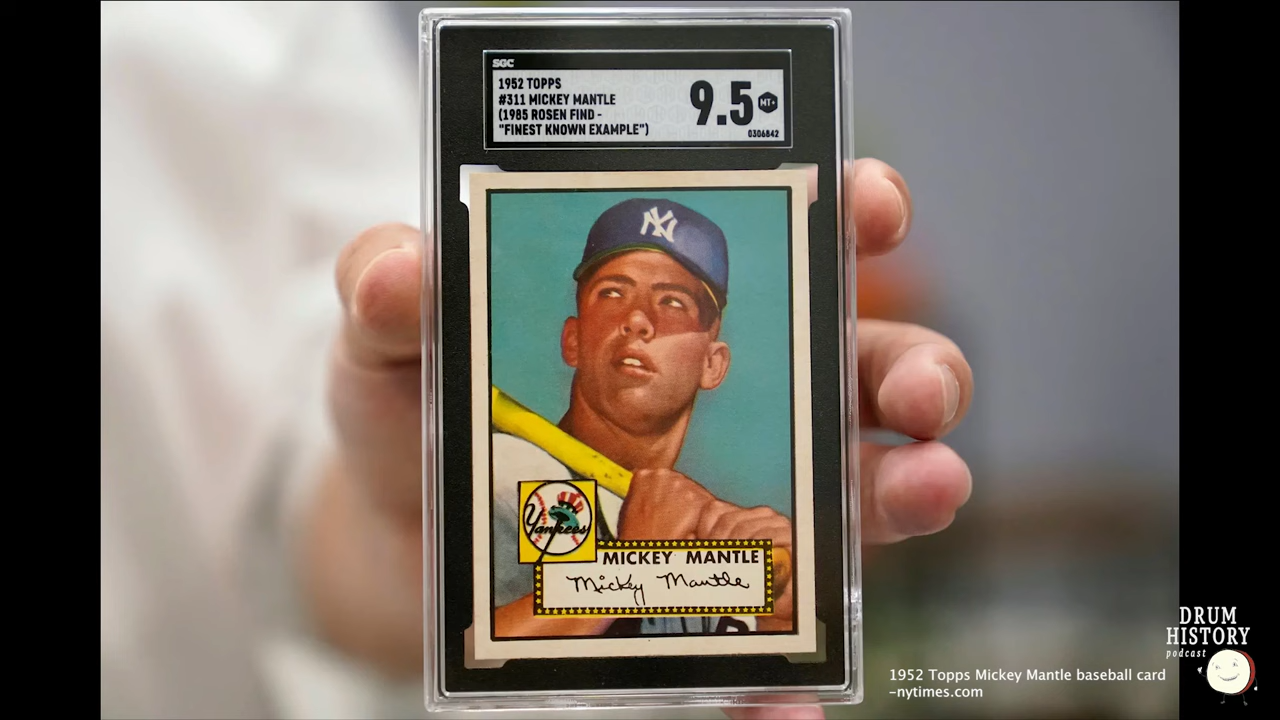 SGC
1952 TOPPS
#311 MICKEY MANTLE
(1985 ROSEN FIND -
"FINEST KNOWN EXAMPLE")
9.5
MT+
0306842
NY
Yankees
MICKEY MANTLE
Mickey Mantle
DRUM
HISTORY
podcast
1952 Topps Mickey Mantle baseball card
-nytimes.com